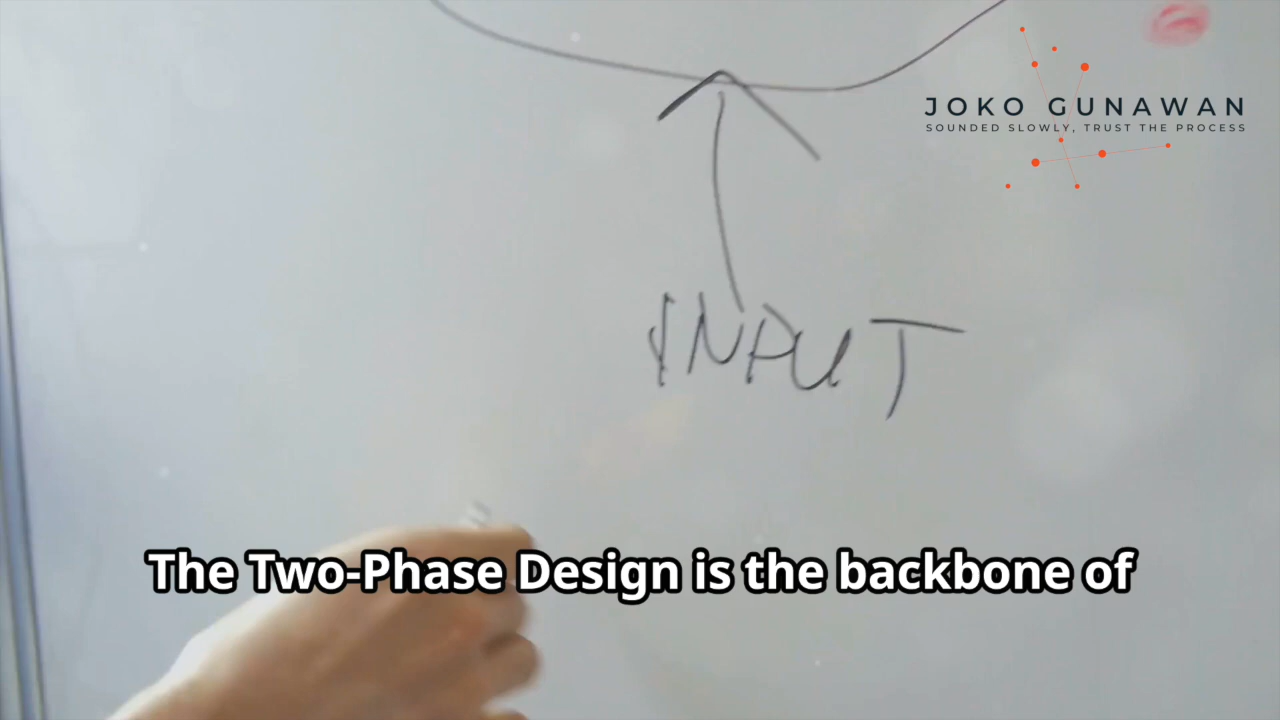 JOKO GUNAWAN
SOUNDED SLOWLY, TRUST THE PROCESS
INPUT
The Two-Phase Design is the backbone of